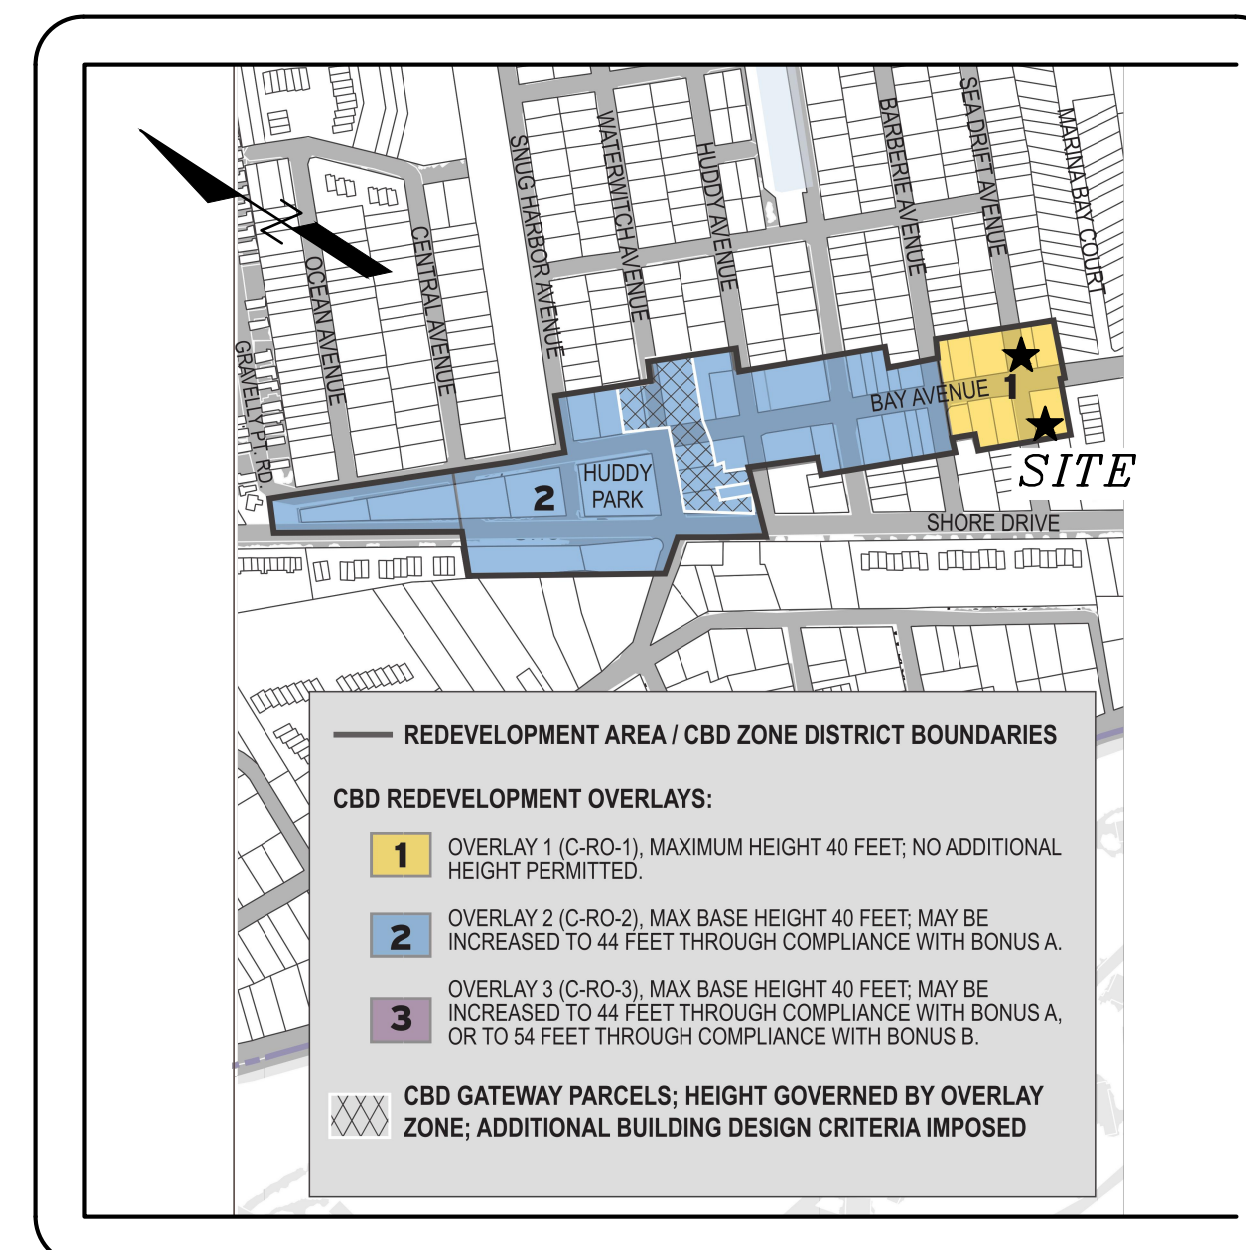 SNUG HARBOR AVENUE
WATERWITCH AVENUE
HUDDY AVENUE
BARBERIE AVENUE
SEA DRIFT AVENUE
MARINA BAY COURT
OCEAN AVENUE
CENTRAL AVENUE
GRAVELLY PT. RD.
N
BAY AVENUE
1
SITE
HUDDY
PARK
2
SHORE DRIVE
REDEVELOPMENT AREA / CBD ZONE DISTRICT BOUNDARIES
CBD REDEVELOPMENT OVERLAYS:
1
OVERLAY 1 (C-RO-1), MAXIMUM HEIGHT 40 FEET; NO ADDITIONAL
HEIGHT PERMITTED.
2
OVERLAY 2 (C-RO-2), MAX BASE HEIGHT 40 FEET; MAY BE
INCREASED TO 44 FEET THROUGH COMPLIANCE WITH BONUS A.
3
OVERLAY 3 (C-RO-3), MAX BASE HEIGHT 40 FEET; MAY BE
INCREASED TO 44 FEET THROUGH COMPLIANCE WITH BONUS A,
OR TO 54 FEET THROUGH COMPLIANCE WITH BONUS B.
CBD GATEWAY PARCELS; HEIGHT GOVERNED BY OVERLAY
ZONE; ADDITIONAL BUILDING DESIGN CRITERIA IMPOSED